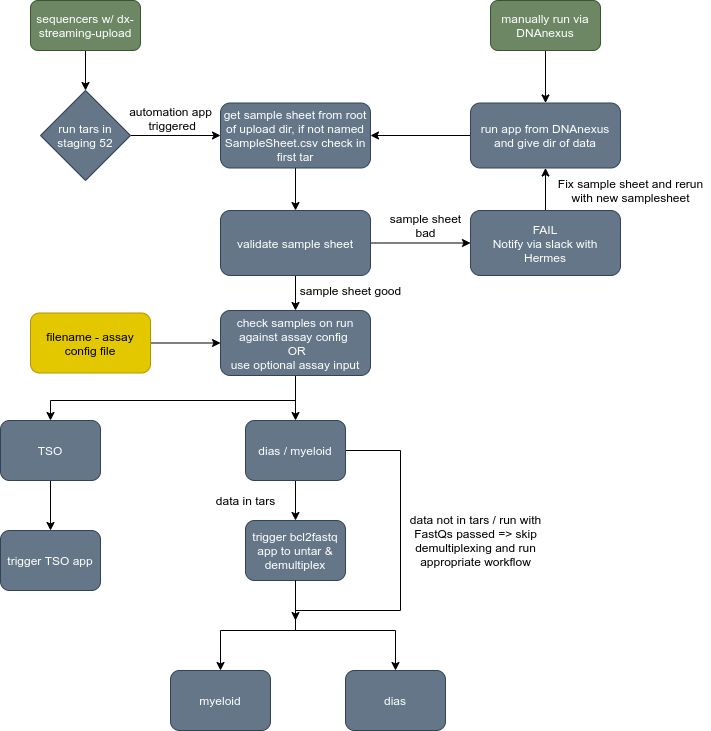 sequencers w/ dx-
streaming-upload
manually run via
DNAnexus
run tars in
staging 52
automation app
triggered
get sample sheet from root
of upload dir, if not named
SampleSheet.csv check in
first tar
run app from DNAnexus
and give dir of data
Fix sample sheet and rerun
with new samplesheet
validate sample sheet
sample sheet
bad
FAIL
Notify via slack with
Hermes
sample sheet good
filename - assay
config file
check samples on run
against assay config
OR
use optional assay input
TSO
dias / myeloid
data in tars
trigger TSO app
trigger bcl2fastq
app to untar &
demultiplex
data not in tars / run with
FastQs passed => skip
demultiplexing and run
appropriate workflow
myeloid
dias